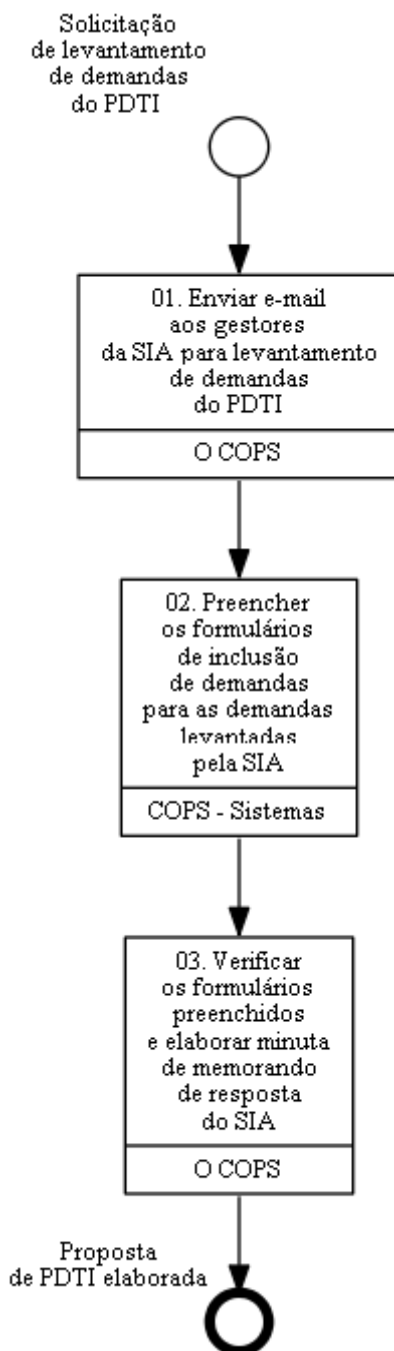 Solicitação
de levantamento
de demandas
do PDTI
01. Enviar e-mail
aos gestores
da SIA para levantamento
de demandas
do PDTI
O COPS
02. Preencher
os formulários
de inclusão
de demandas
para as demandas
levantadas
pela SIA
COPS - Sistemas
03. Verificar
os formulários
preenchidos
e elaborar minuta
de memorando
de resposta
do SIA
O COPS
Proposta
de PDTI elaborada